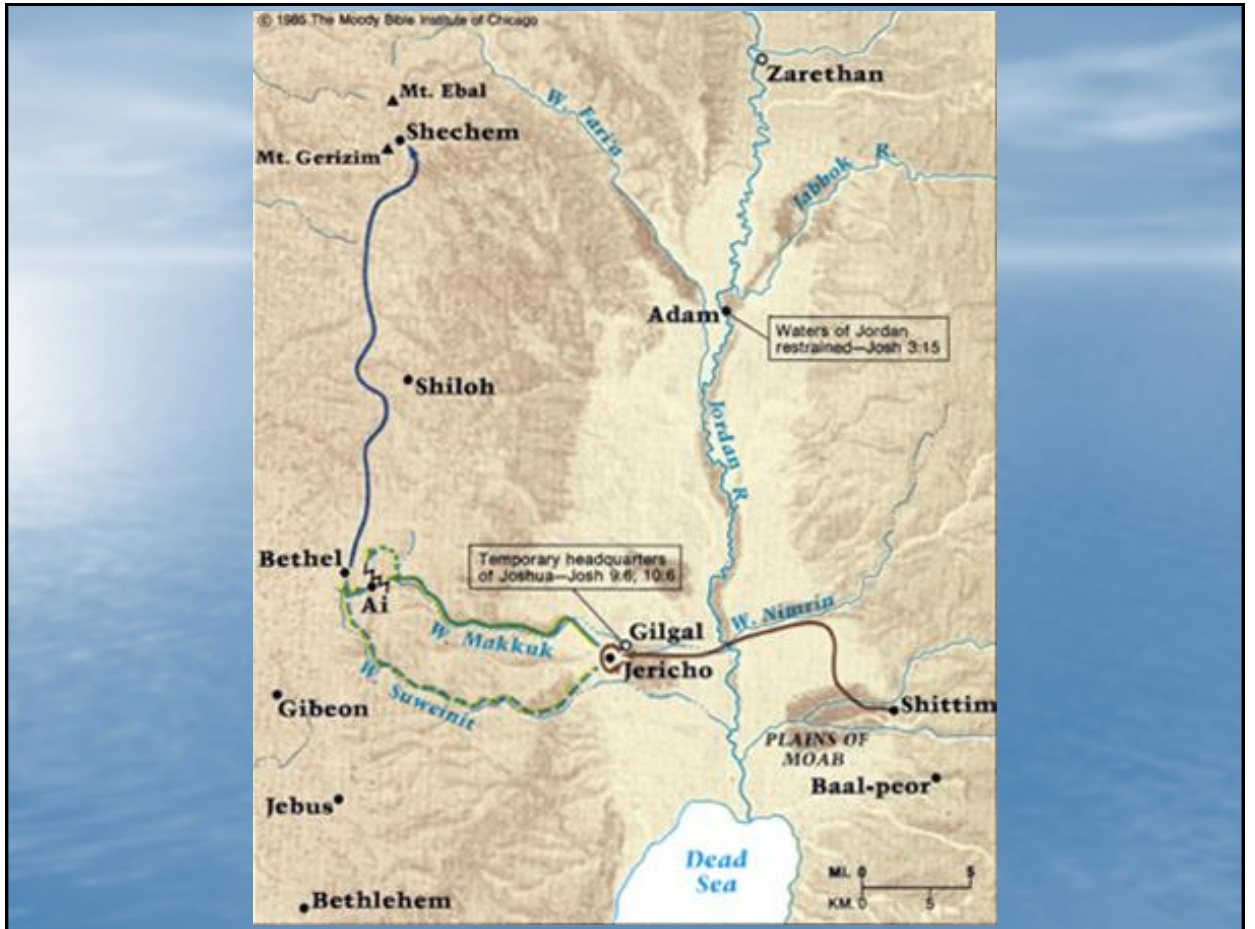 © 1985 The Moody Bible Institute of Chicago
Zarethan
Mt. Ebal
W. Fari'a
Shechem
Mt. Gerizim
Jabbok R.
Adam
Waters of Jordan
restrained—Josh 3:15
Shiloh
Jordan R.
Bethel
Temporary headquarters
of Joshua—Josh 9:6; 10:6
Ai
W. Nimrin
Gilgal
W. Makkuk
Jericho
W. Suweinit
Gibeon
Shittim
PLAINS OF
MOAB
Baal-peor
Jebus
Dead
Sea
MI. 0 5
KM. 0 5
Bethlehem